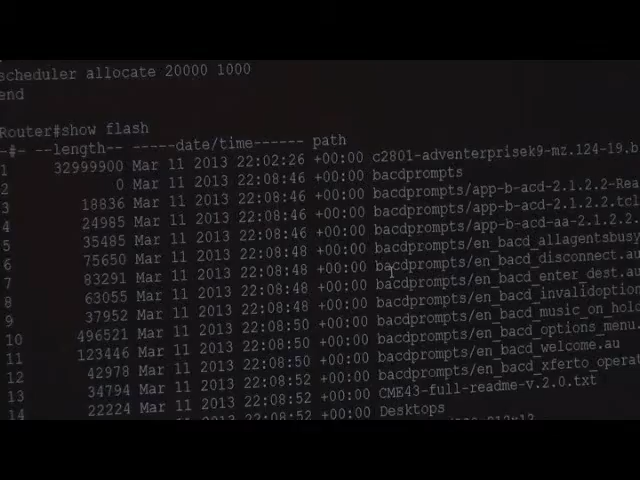 scheduler allocate 20000 1000
end
Router#show flash
-#- --length-- -----date/time------ path
1 32999900 Mar 11 2013 22:02:26 +00:00 c2801-adventerprisek9-mz.124-19.b
2 0 Mar 11 2013 22:08:46 +00:00 bacdprompts
3 18836 Mar 11 2013 22:08:46 +00:00 bacdprompts/app-b-acd-2.1.2.2-Rea
4 24985 Mar 11 2013 22:08:46 +00:00 bacdprompts/app-b-acd-2.1.2.2.tcl
5 35485 Mar 11 2013 22:08:46 +00:00 bacdprompts/app-b-acd-aa-2.1.2.2.
6 75650 Mar 11 2013 22:08:48 +00:00 bacdprompts/en_bacd_allagentsbusy
7 83291 Mar 11 2013 22:08:48 +00:00 bacdprompts/en_bacd_disconnect.au
8 63055 Mar 11 2013 22:08:48 +00:00 bacdprompts/en_bacd_enter_dest.au
9 37952 Mar 11 2013 22:08:48 +00:00 bacdprompts/en_bacd_invalidoption
10 496521 Mar 11 2013 22:08:50 +00:00 bacdprompts/en_bacd_music_on_hol
11 123446 Mar 11 2013 22:08:50 +00:00 bacdprompts/en_bacd_options_menu.
12 42978 Mar 11 2013 22:08:50 +00:00 bacdprompts/en_bacd_welcome.au
13 34794 Mar 11 2013 22:08:52 +00:00 bacdprompts/en_bacd_xferto_operat
14 22224 Mar 11 2013 22:08:52 +00:00 CME43-full-readme-v.2.0.txt
Desktops